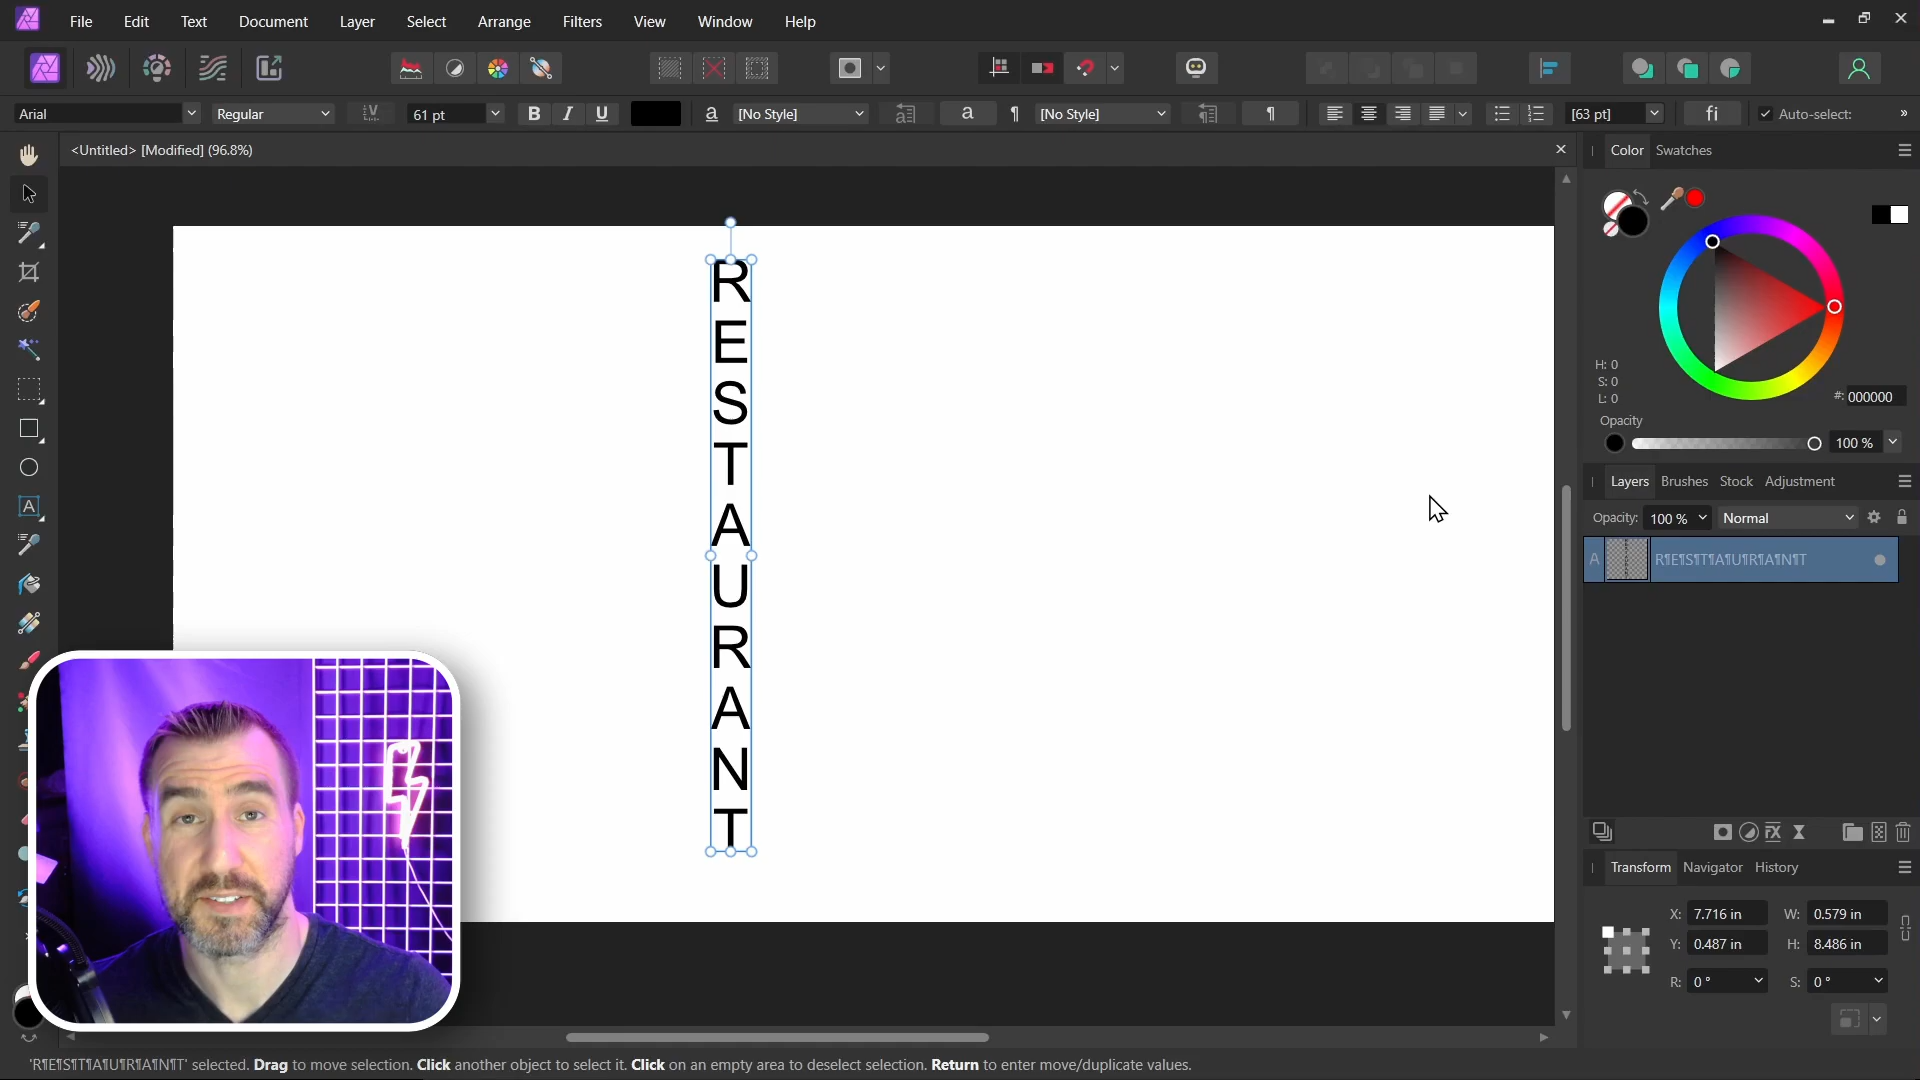 File Edit Text Document Layer Select Arrange Filters View Window Help
Arial Regular 61 pt B I U a [No Style] a ¶ [No Style] ¶ [63 pt] fi Auto-select: »
<Untitled> [Modified] (96.8%)
Color Swatches
H: 0
S: 0
L: 0
#: 000000
Opacity
100 %
R
E
S
T
A
U
R
A
N
T
Layers Brushes Stock Adjustment
Opacity: 100 % Normal
A R¶E¶S¶T¶A¶U¶R¶A¶N¶T
Transform Navigator History
X: 7.716 in W: 0.579 in
Y: 0.487 in H: 8.486 in
R: 0 ° S: 0 °
'R¶E¶S¶T¶A¶U¶R¶A¶N¶T' selected. Drag to move selection. Click another object to select it. Click on an empty area to deselect selection. Return to enter move/duplicate values.